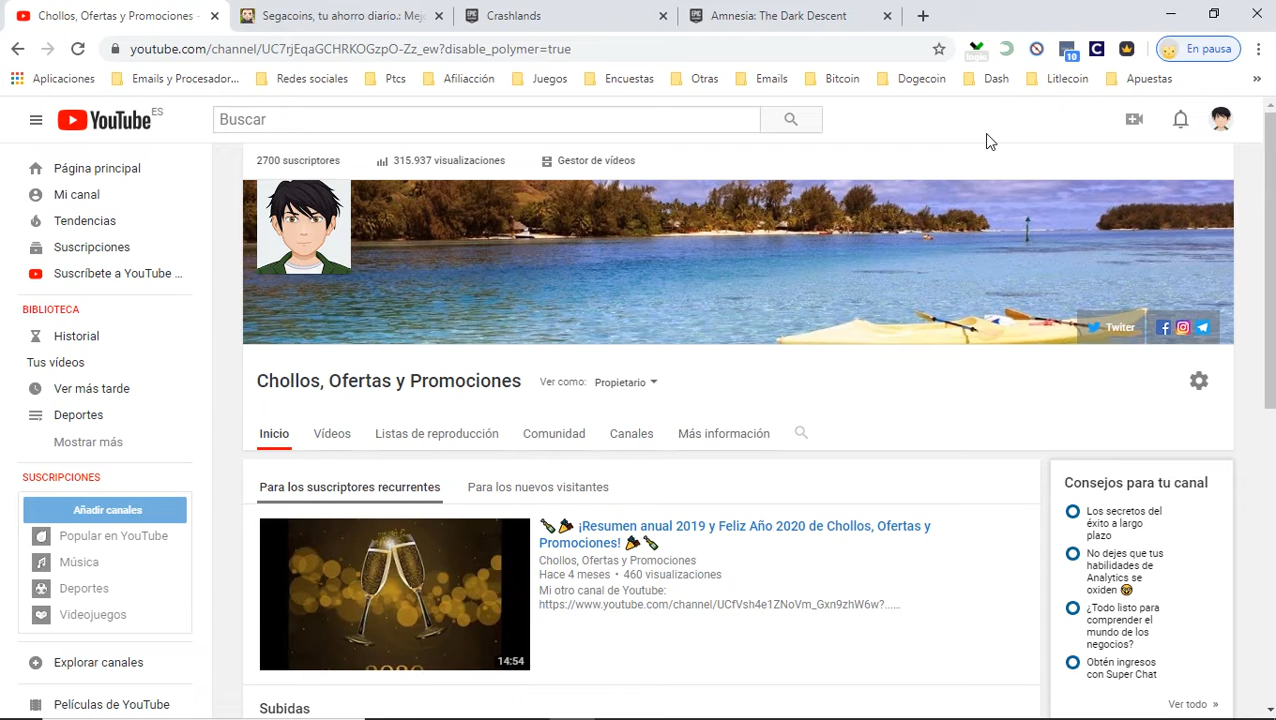 Chollos, Ofertas y Promociones -
Segacoins, tu ahorro diario.: Mej
Crashlands
Amnesia: The Dark Descent
youtube.com/channel/UC7rjEqaGCHRKOGzpO-Zz_ew?disable_polymer=true
10
En pausa
Aplicaciones
Emails y Procesador...
Redes sociales
Ptcs
Afiliacción
Juegos
Encuestas
Otras
Emails
Bitcoin
Dogecoin
Dash
Litlecoin
Apuestas
YouTube ES
Buscar
2700 suscriptores
315.937 visualizaciones
Gestor de vídeos
Página principal
Mi canal
Tendencias
Suscripciones
Suscríbete a YouTube ...
BIBLIOTECA
Historial
Tus vídeos
Ver más tarde
Deportes
Mostrar más
SUSCRIPCIONES
Añadir canales
Popular en YouTube
Música
Deportes
Videojuegos
Explorar canales
Películas de YouTube
Twiter
Chollos, Ofertas y Promociones
Ver como: Propietario
Inicio
Vídeos
Listas de reproducción
Comunidad
Canales
Más información
Para los suscriptores recurrentes
Para los nuevos visitantes
¡Resumen anual 2019 y Feliz Año 2020 de Chollos, Ofertas y
Promociones!
Chollos, Ofertas y Promociones
Hace 4 meses • 460 visualizaciones
Mi otro canal de Youtube:
https://www.youtube.com/channel/UCfVsh4e1ZNoVm_Gxn9zhW6w?......
2020
14:54
Subidas
Consejos para tu canal
Los secretos del
éxito a largo
plazo
No dejes que tus
habilidades de
Analytics se
oxiden
¿Todo listo para
comprender el
mundo de los
negocios?
Obtén ingresos
con Super Chat
Ver todo »